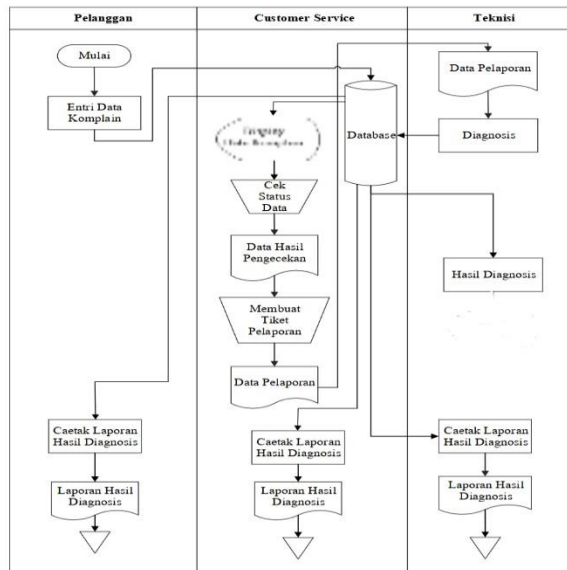 Pelanggan
Customer Service
Teknisi
Mulai
Entri Data
Komplain
Database
Data Pelaporan
Diagnosis
Cek
Status
Data
Data Hasil
Pengecekan
Membuat
Tiket
Pelaporan
Data Pelaporan
Hasil Diagnosis
Caetak Laporan
Hasil Diagnosis
Laporan Hasil
Diagnosis
Caetak Laporan
Hasil Diagnosis
Laporan Hasil
Diagnosis
Caetak Laporan
Hasil Diagnosis
Laporan Hasil
Diagnosis